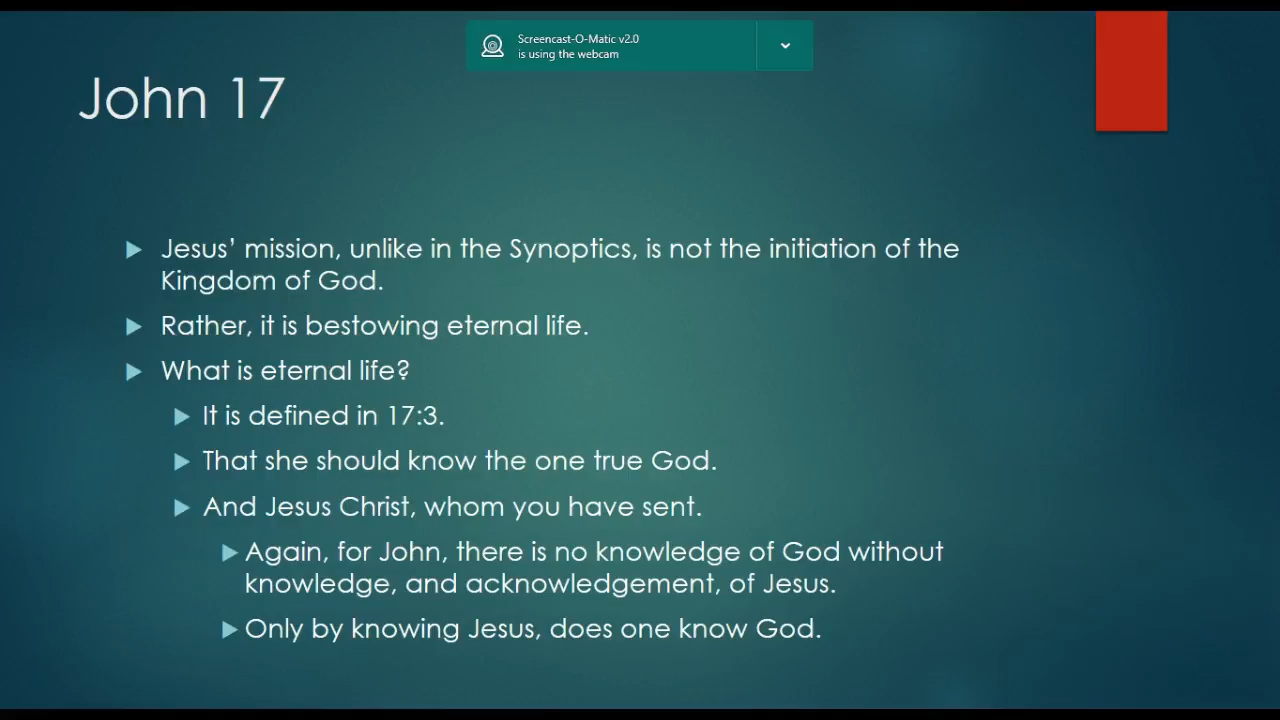 Screencast-O-Matic v2.0
is using the webcam
John 17
Jesus’ mission, unlike in the Synoptics, is not the initiation of the
Kingdom of God.
Rather, it is bestowing eternal life.
What is eternal life?
It is defined in 17:3.
That she should know the one true God.
And Jesus Christ, whom you have sent.
Again, for John, there is no knowledge of God without
knowledge, and acknowledgement, of Jesus.
Only by knowing Jesus, does one know God.